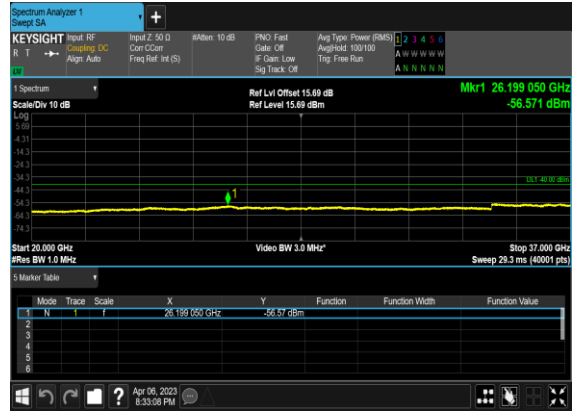 Spectrum Analyzer 1
Swept SA
+
KEYSIGHT
R T
Input: RF
Coupling: DC
Align: Auto
Input Z: 50 Ω
Corr CCorr
Freq Ref: Int (S)
#Atten: 10 dB
PNO: Fast
Gate: Off
IF Gain: Low
Sig Track: Off
Avg Type: Power (RMS)
Avg|Hold: 100/100
Trig: Free Run
1 2 3 4 5 6
A W W W W W
A N N N N N
1 Spectrum
Scale/Div 10 dB
Ref Lvl Offset 15.69 dB
Ref Level 15.69 dBm
Mkr1 26.199 050 GHz
-56.571 dBm
Log
5.69
-4.31
-14.3
-24.3
-34.3
-44.3
-54.3
-64.3
-74.3
DL1 -40.00 dBm
1
Start 20.000 GHz
#Res BW 1.0 MHz
Video BW 3.0 MHz*
Stop 37.000 GHz
Sweep 29.3 ms (40001 pts)
5 Marker Table
Mode Trace Scale X Y Function Function Width Function Value
1 N 1 f 26.199 050 GHz -56.57 dBm
2
3
4
5
6
?
Apr 06, 2023
8:33:08 PM